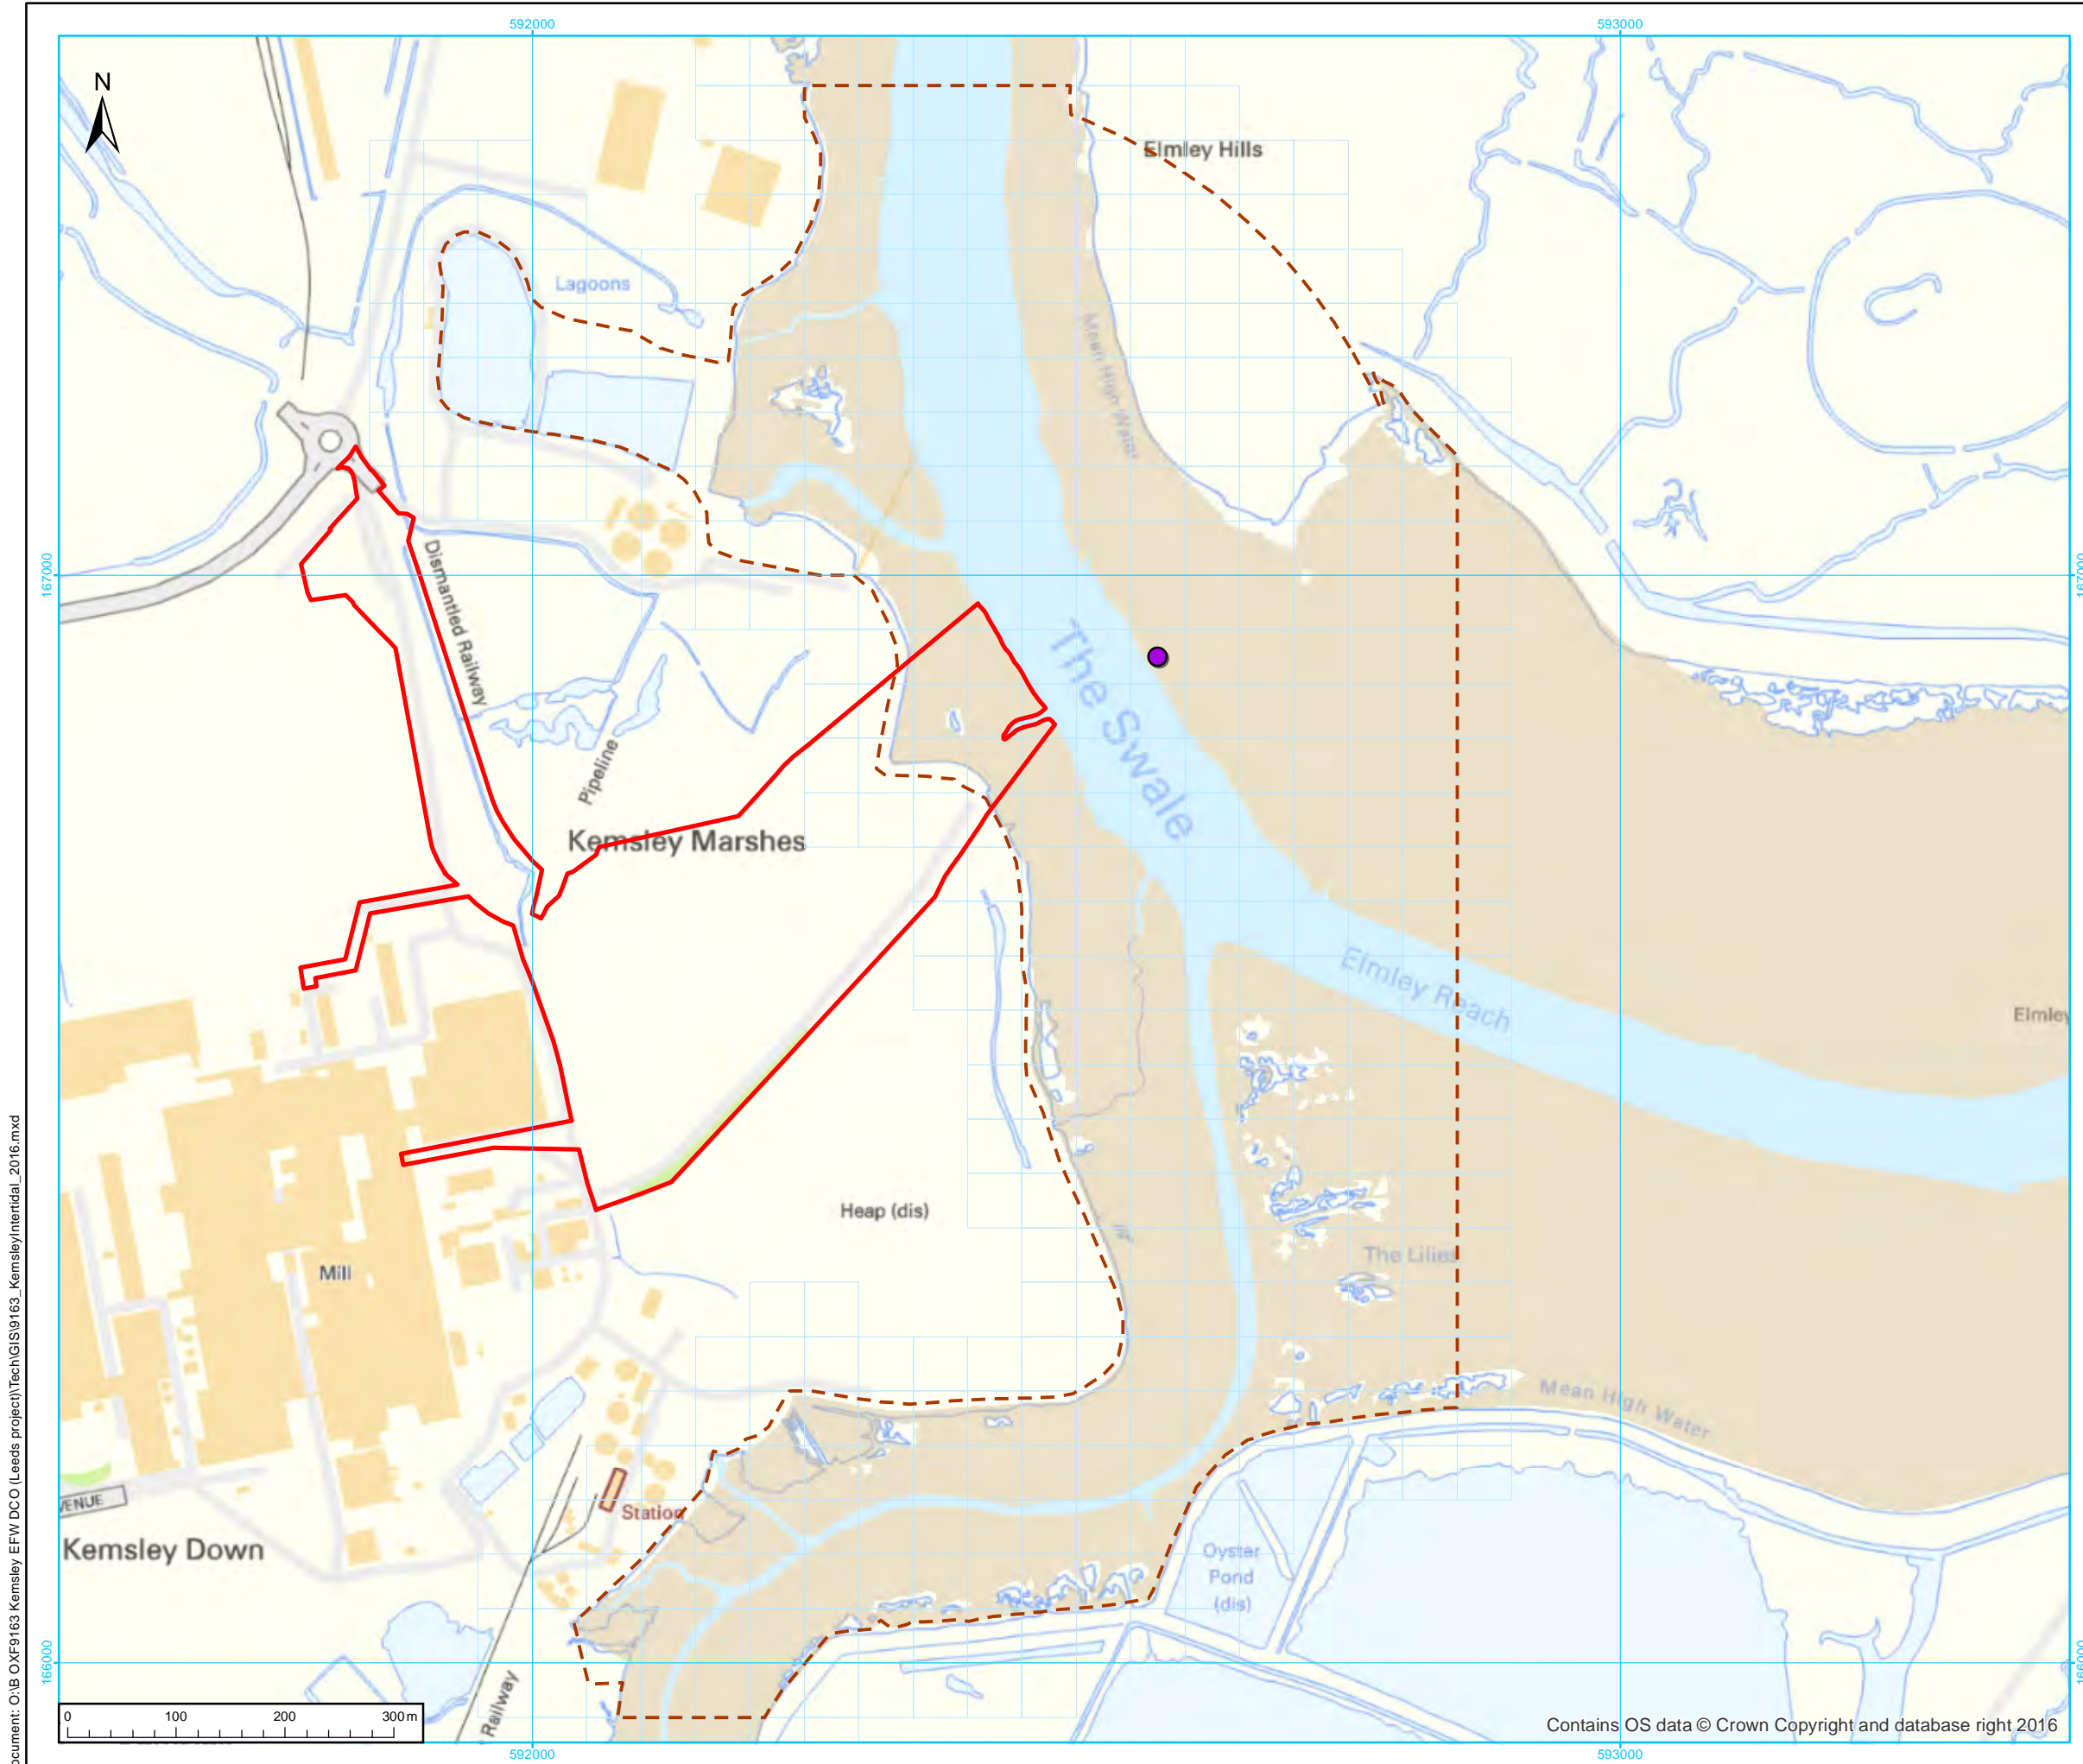 592000
593000
N
Elmley Hills
Lagoons
Mean High Water
167000
167000
Dismantled Railway
The Swale
Pipeline
Kemsley Marshes
Elmley Reach
Elmley
Heap (dis)
The Lilies
Mill
Mean High Water
VENUE
Station
Kemsley Down
Oyster
Pond
(dis)
166000
166000
Railway
0 100 200 300 m
Contains OS data © Crown Copyright and database right 2016
592000
593000
ocument: O:\B OXF9163 Kemsley EFW DCO (Leeds project)\Tech\GIS\9163_KemsleyIntertidal_2016.mxd